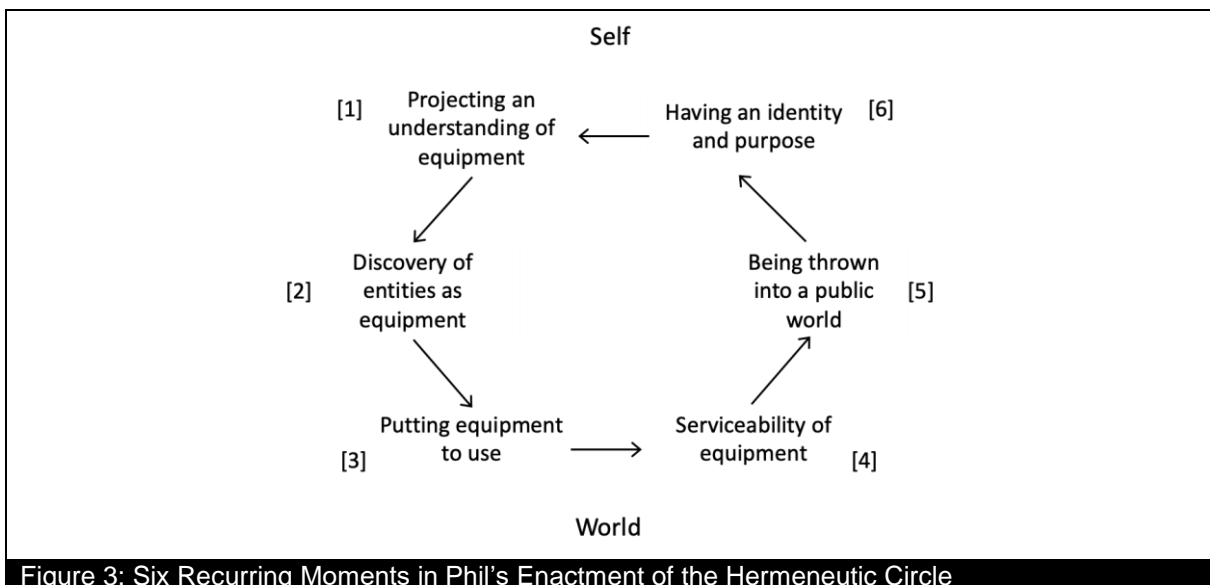 Self
[1]
Projecting an
understanding of
equipment
Having an identity
and purpose
[6]
[2]
Discovery of
entities as
equipment
Being thrown
into a public
world
[5]
[3]
Putting equipment
to use
Serviceability of
equipment
[4]
World
Figure 3: Six Recurring Moments in Phil's Enactment of the Hermeneutic Circle